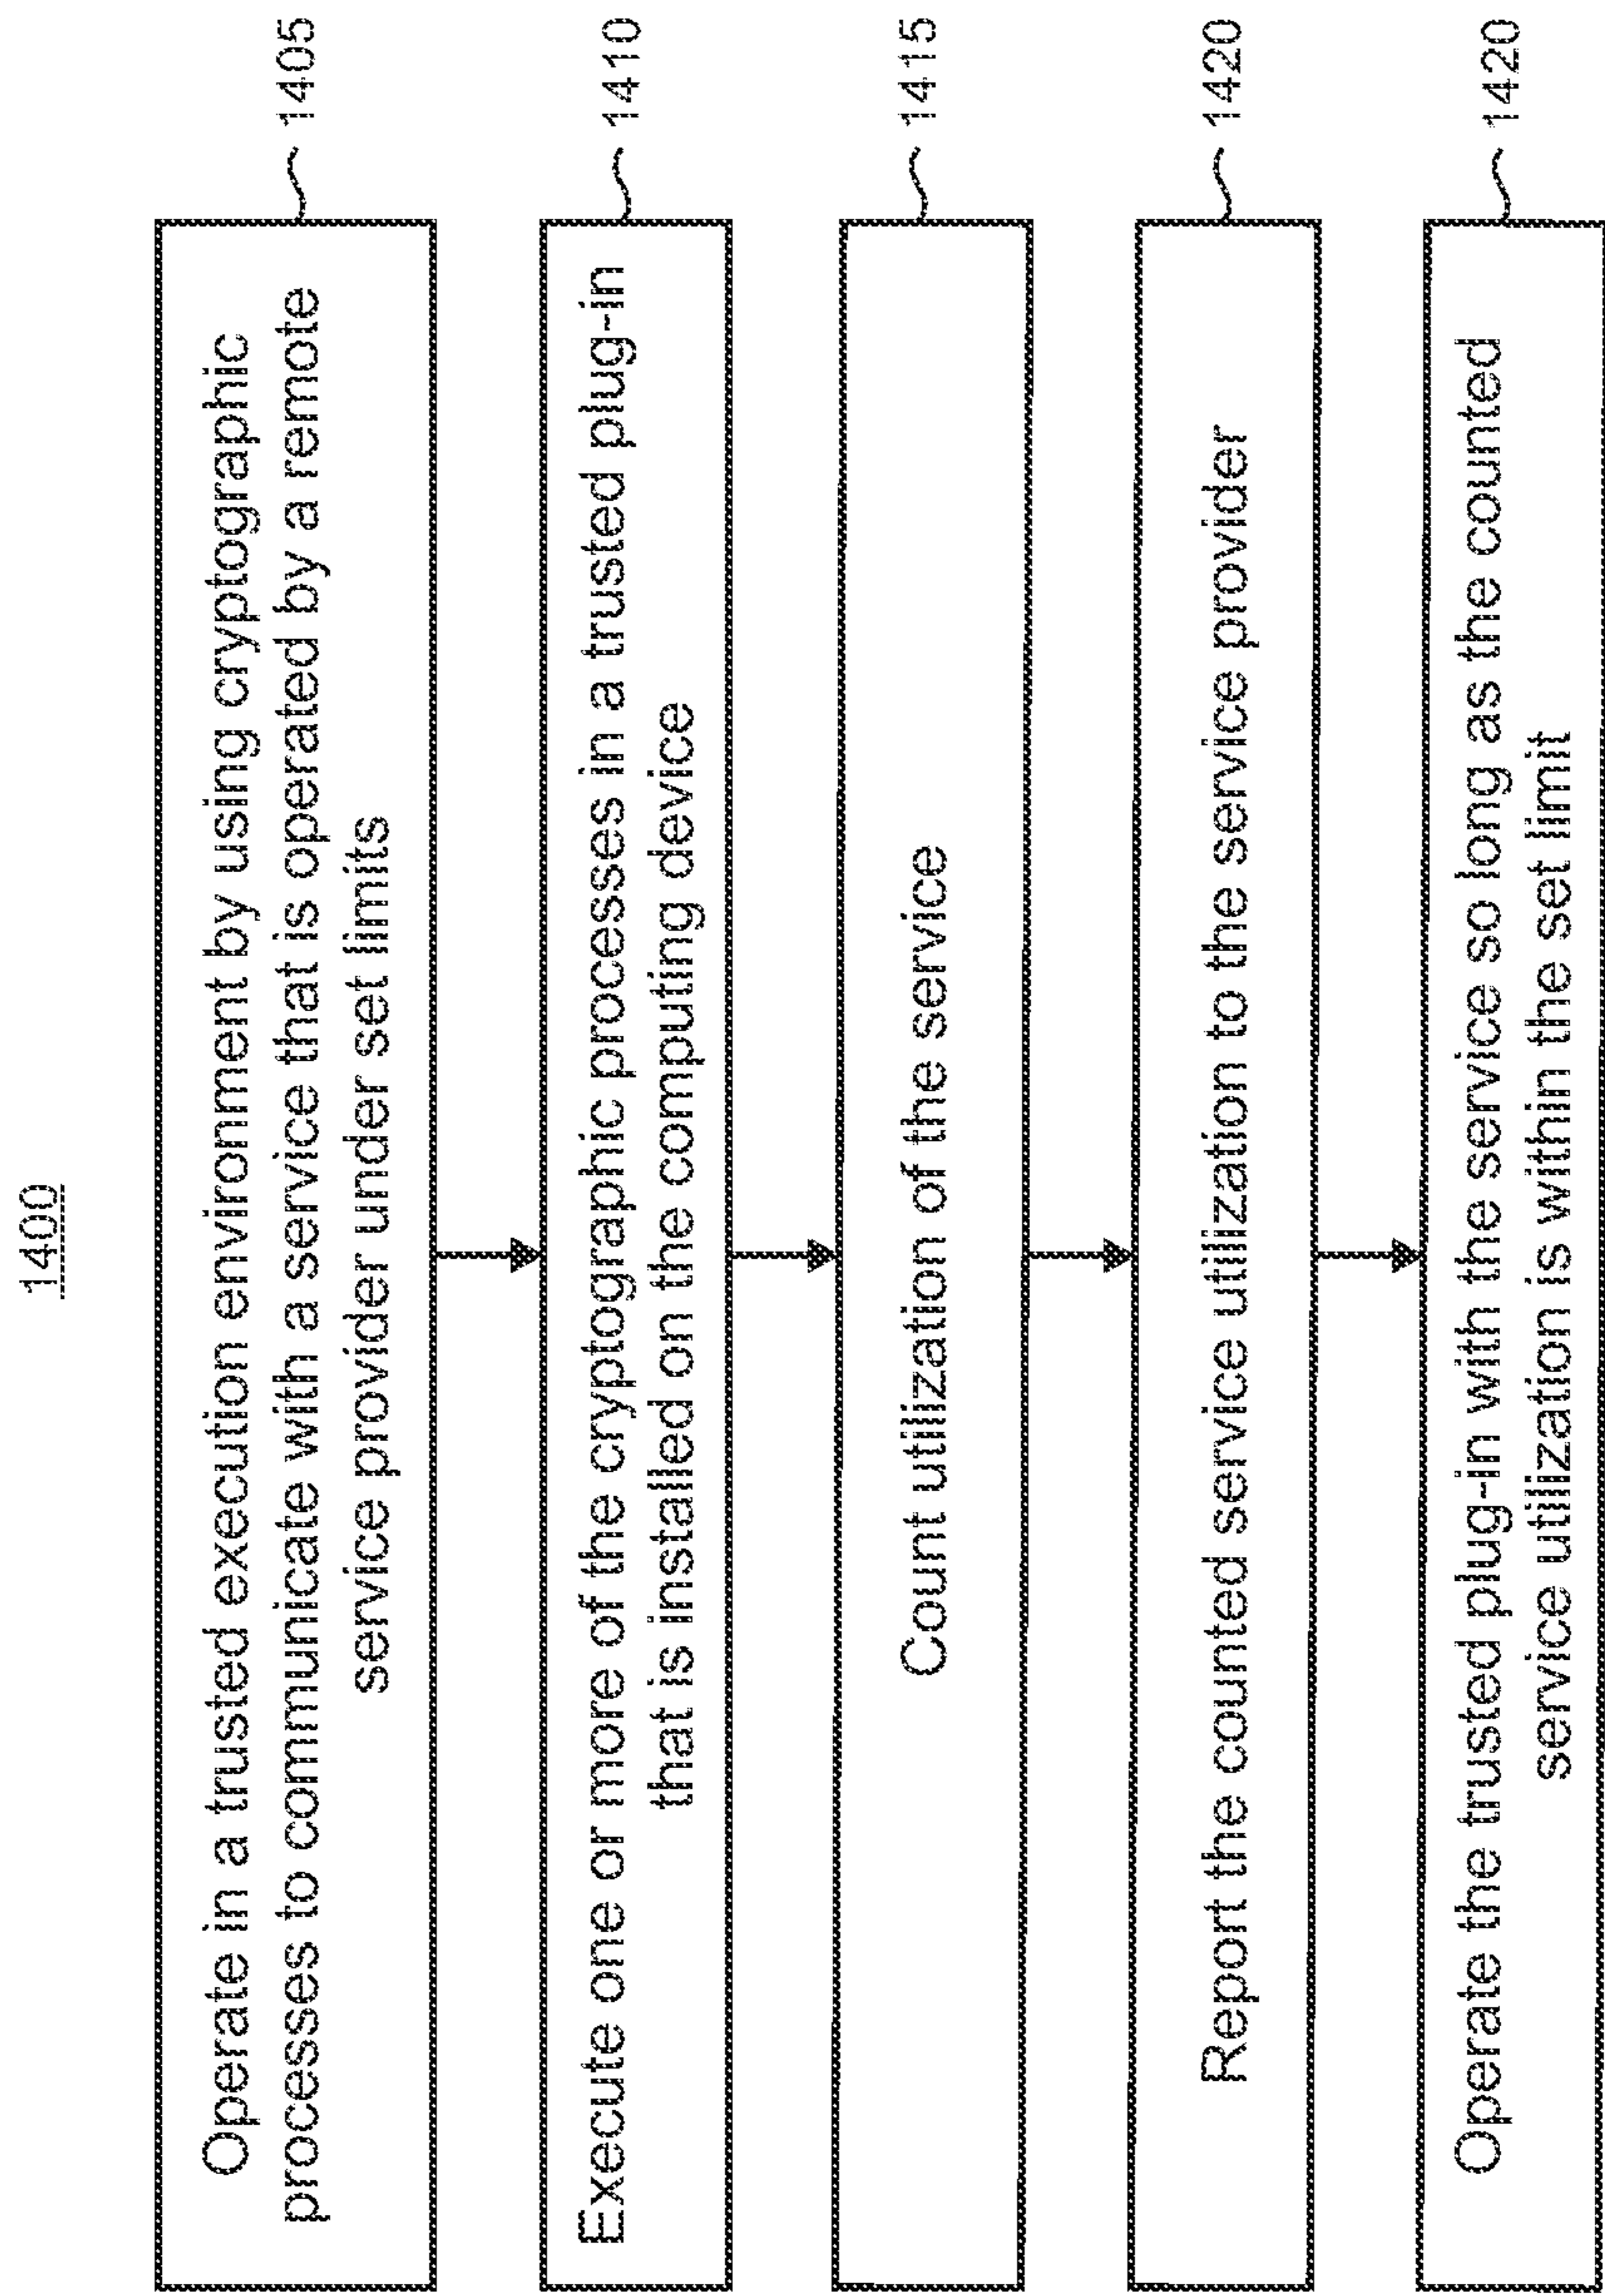 1400
Operate in a trusted execution environment by using cryptographic
processes to communicate with a service that is operated by a remote
service provider under set limits
1405
Execute one or more of the cryptographic processes in a trusted plug-in
that is installed on the computing device
1410
Count utilization of the service
1415
Report the counted service utilization to the service provider
1420
Operate the trusted plug-in with the service so long as the counted
service utilization is within the set limit
1420